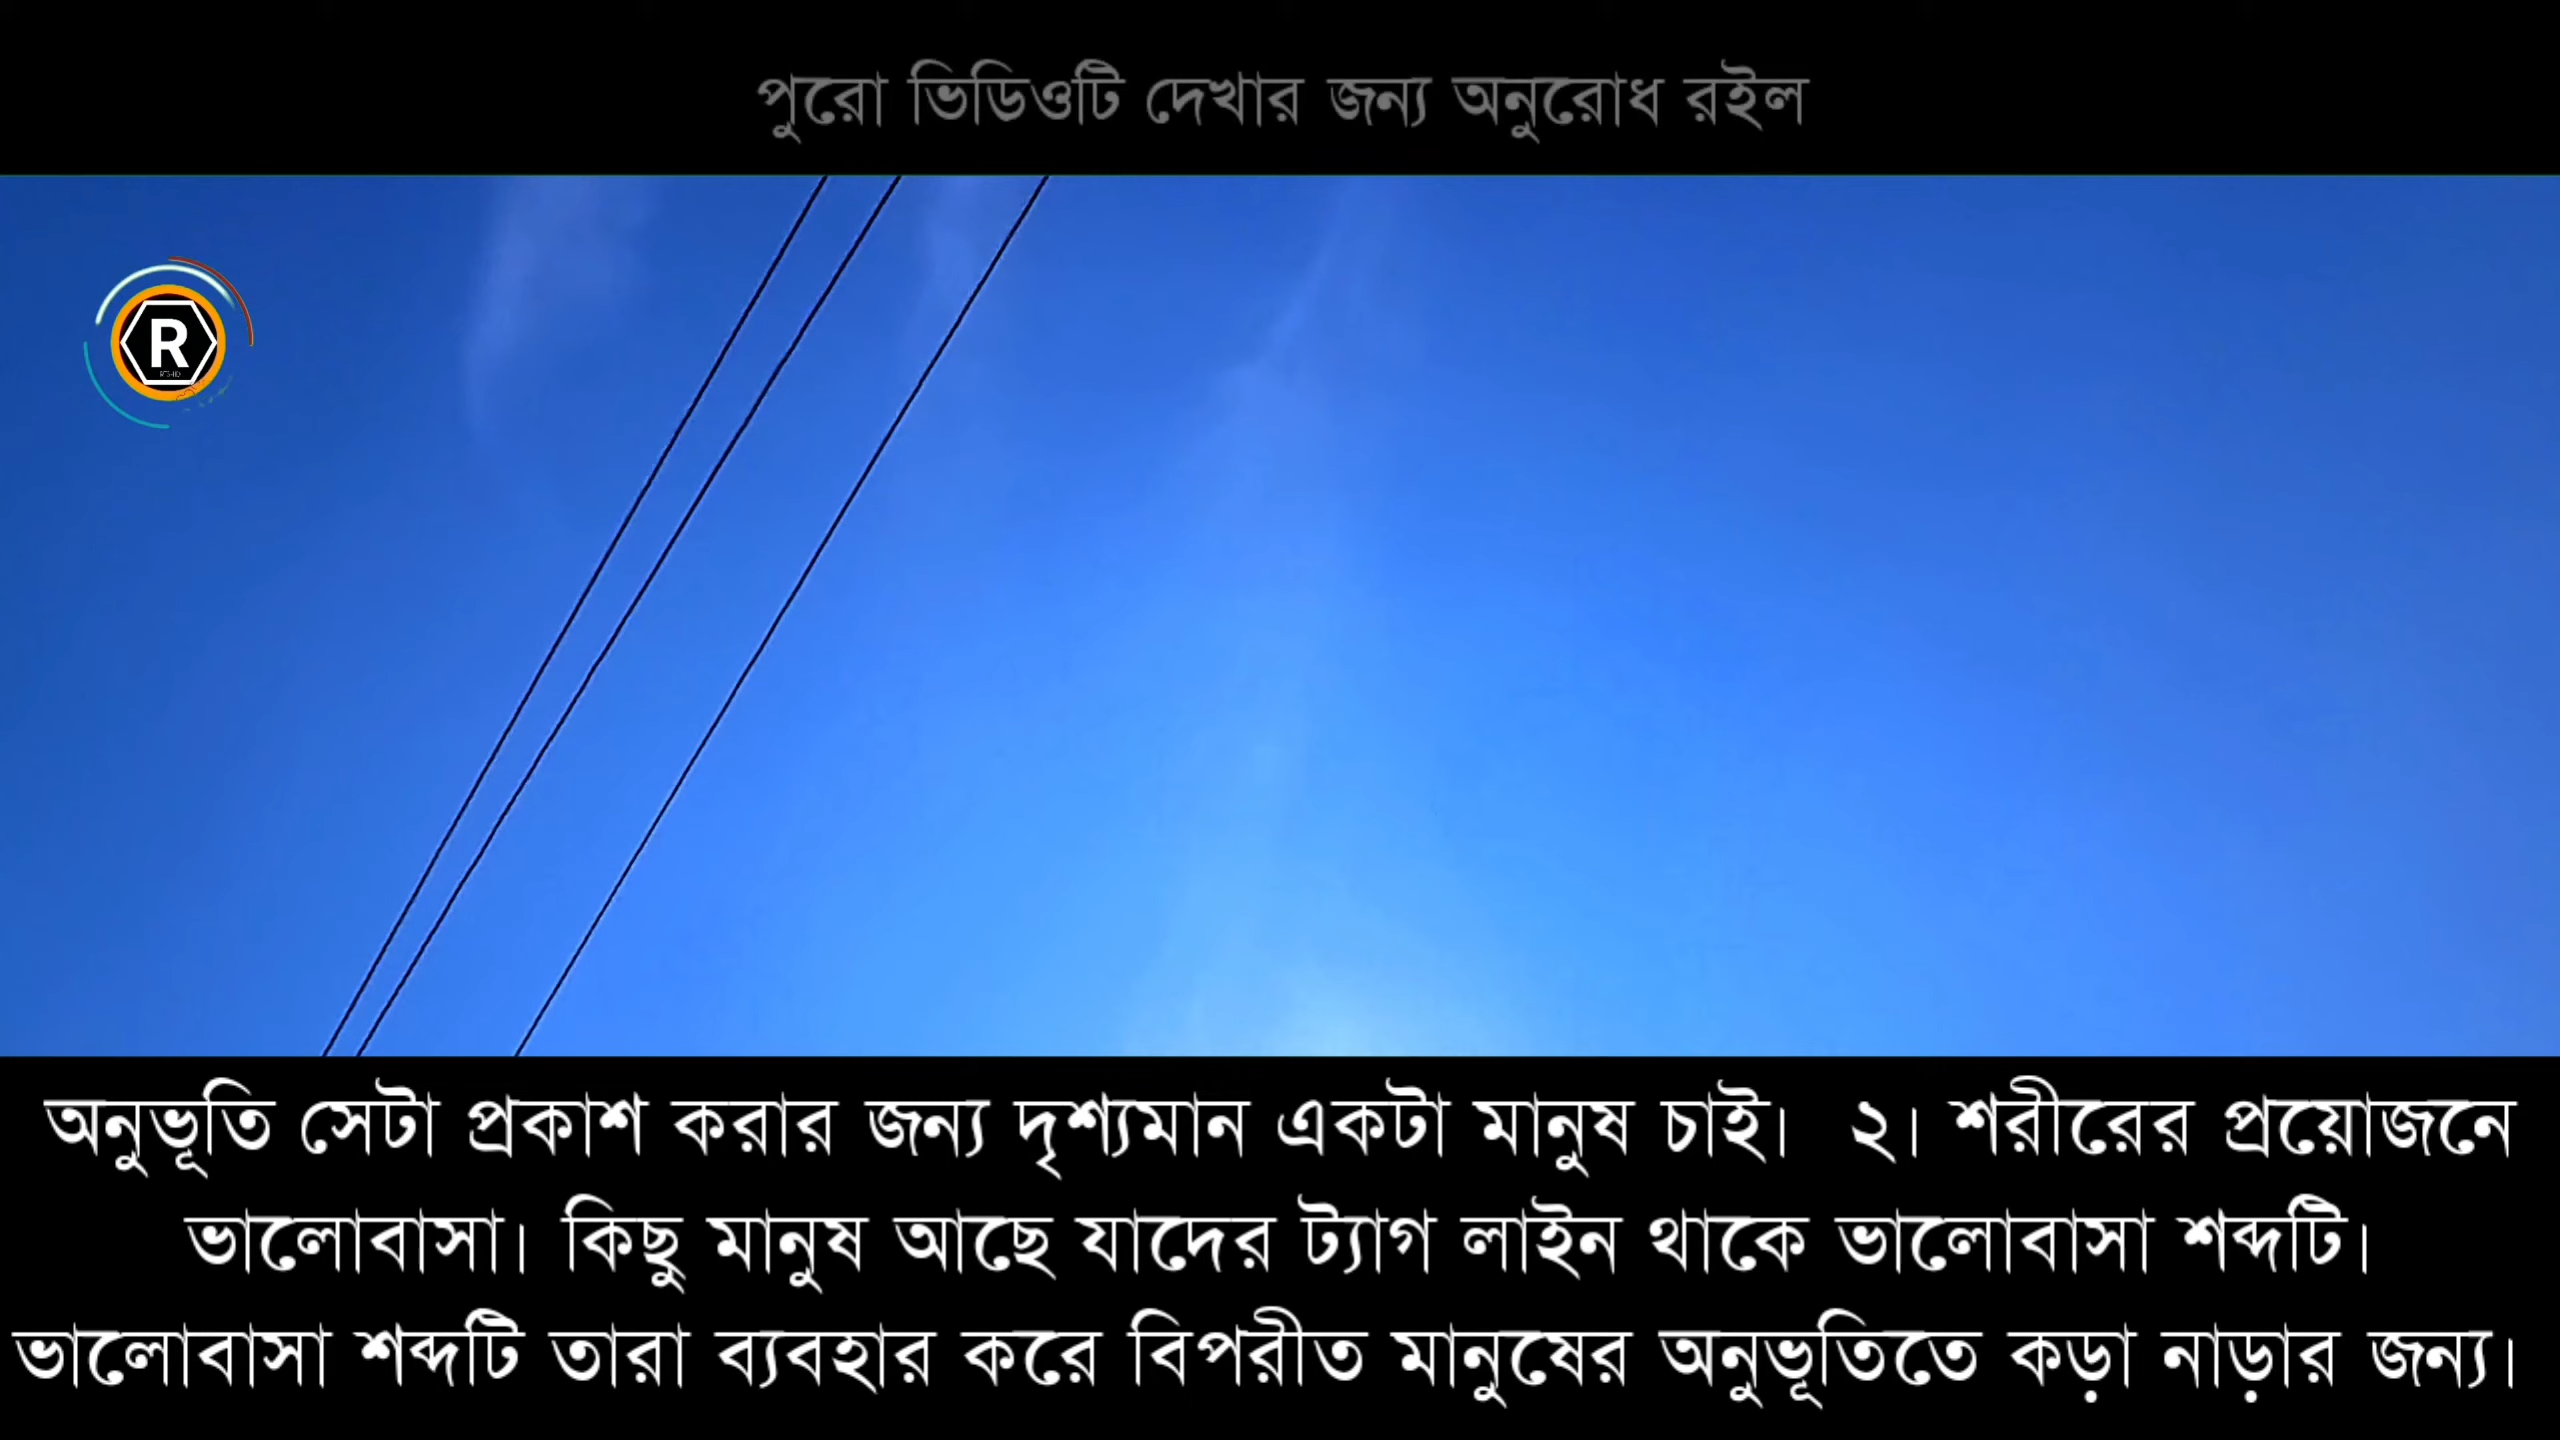 পুরো ভিডিওটি দেখার জন্য অনুরোধ রইল
R
অনুভূতি সেটা প্রকাশ করার জন্য দৃশ্যমান একটা মানুষ চাই। ২। শরীরের প্রয়োজনে
ভালোবাসা। কিছু মানুষ আছে যাদের ট্যাগ লাইন থাকে ভালোবাসা শব্দটি।
ভালোবাসা শব্দটি তারা ব্যবহার করে বিপরীত মানুষের অনুভূতিতে কড়া নাড়ার জন্য।